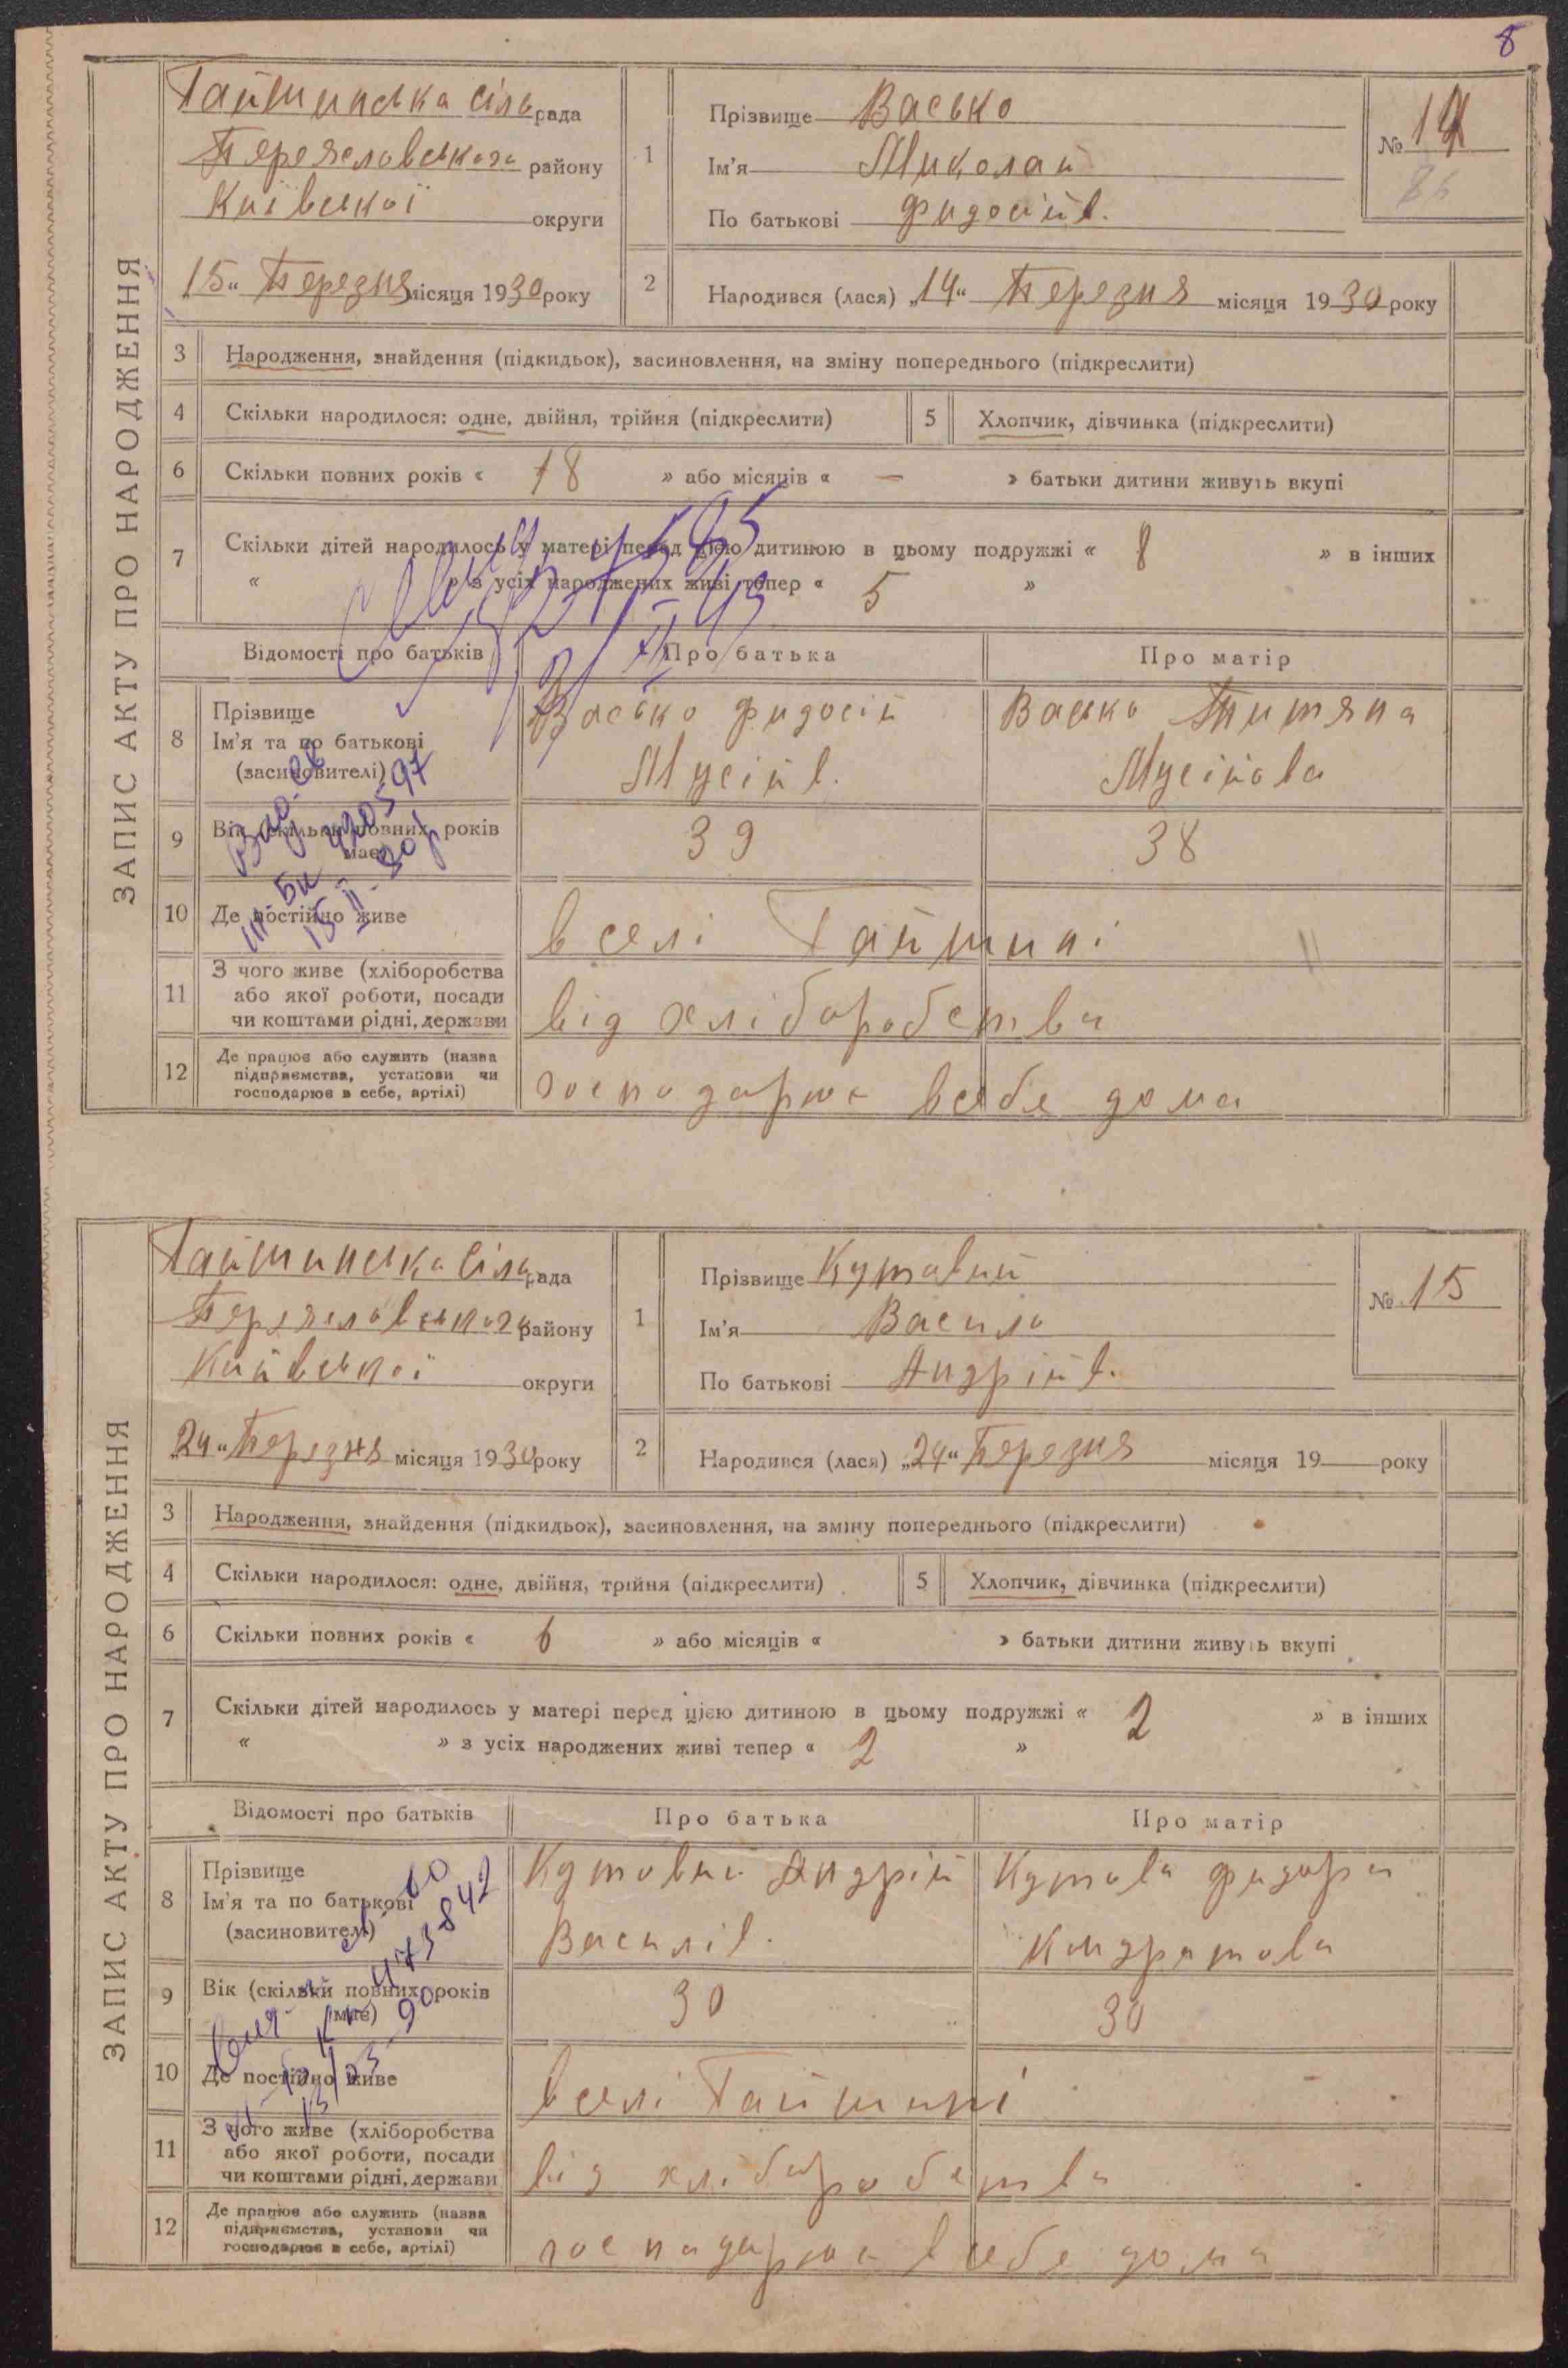 8
Гайшинська сільрада
Переяславського району
Київської округи
15" Березня місяця 1930 року
1
Прізвище Васько
Ім'я Миколай
По батькові Фидосійв.
№ 14
2
Народився (лася) „14" Березня місяця 1930 року
ЗАПИС АКТУ ПРО НАРОДЖЕННЯ
3 Народження, знайдення (підкидьок), засиновлення, на зміну попереднього (підкреслити)
4 Скільки народилося: одне, двійня, трійня (підкреслити) 5 Хлопчик, дівчинка (підкреслити)
6 Скільки повних років « 18 » або місяців « — » батьки дитини живуть вкупі
7 Скільки дітей народилось у матері перед цією дитиною в цьому подружжі « 8 » в інших
« » з усіх народжених живі тепер « 5 »
Відомості про батьків Про батька Про матір
8 Прізвище
Ім'я та по батькові
(засиновителі)
Васько Фидосій
Мусійв.
Васько Титяна
Мусійова
9 Вік (скільки повних років
має)
39 38
10 Де постійно живе
в селі Гайшині
11 З чого живе (хліборобства
або якої роботи, посади
чи коштами рідні, держави
від хліборобства
12 Де працює або служить (назва
підприємства, установи чи
господарює в себе, артілі)
господарює всебе дома
Гайшинська сільрада
Переяславського району
Київської округи
„24" Березня місяця 1930 року
1
Прізвище Кутовий
Ім'я Василь
По батькові Андрійв.
№ 15
2
Народився (лася) „24" Березня місяця 19 року
ЗАПИС АКТУ ПРО НАРОДЖЕННЯ
3 Народження, знайдення (підкидьок), засиновлення, на зміну попереднього (підкреслити)
4 Скільки народилося: одне, двійня, трійня (підкреслити) 5 Хлопчик, дівчинка (підкреслити)
6 Скільки повних років « 6 » або місяців « » батьки дитини живуть вкупі
7 Скільки дітей народилось у матері перед цією дитиною в цьому подружжі « 2 » в інших
« » з усіх народжених живі тепер « 2 »
Відомості про батьків Про батька Про матір
8 Прізвище
Ім'я та по батькові
(засиновителі)
Кутовий Андрій
Василів.
Кутова Фидора
Кондратова
9 Вік (скільки повних років
має)
30 30
10 Де постійно живе
в селі Гайшині
11 З чого живе (хліборобства
або якої роботи, посади
чи коштами рідні, держави
від хліборобства
12 Де працює або служить (назва
підприємства, установи чи
господарює в себе, артілі)
господарює всебе дома